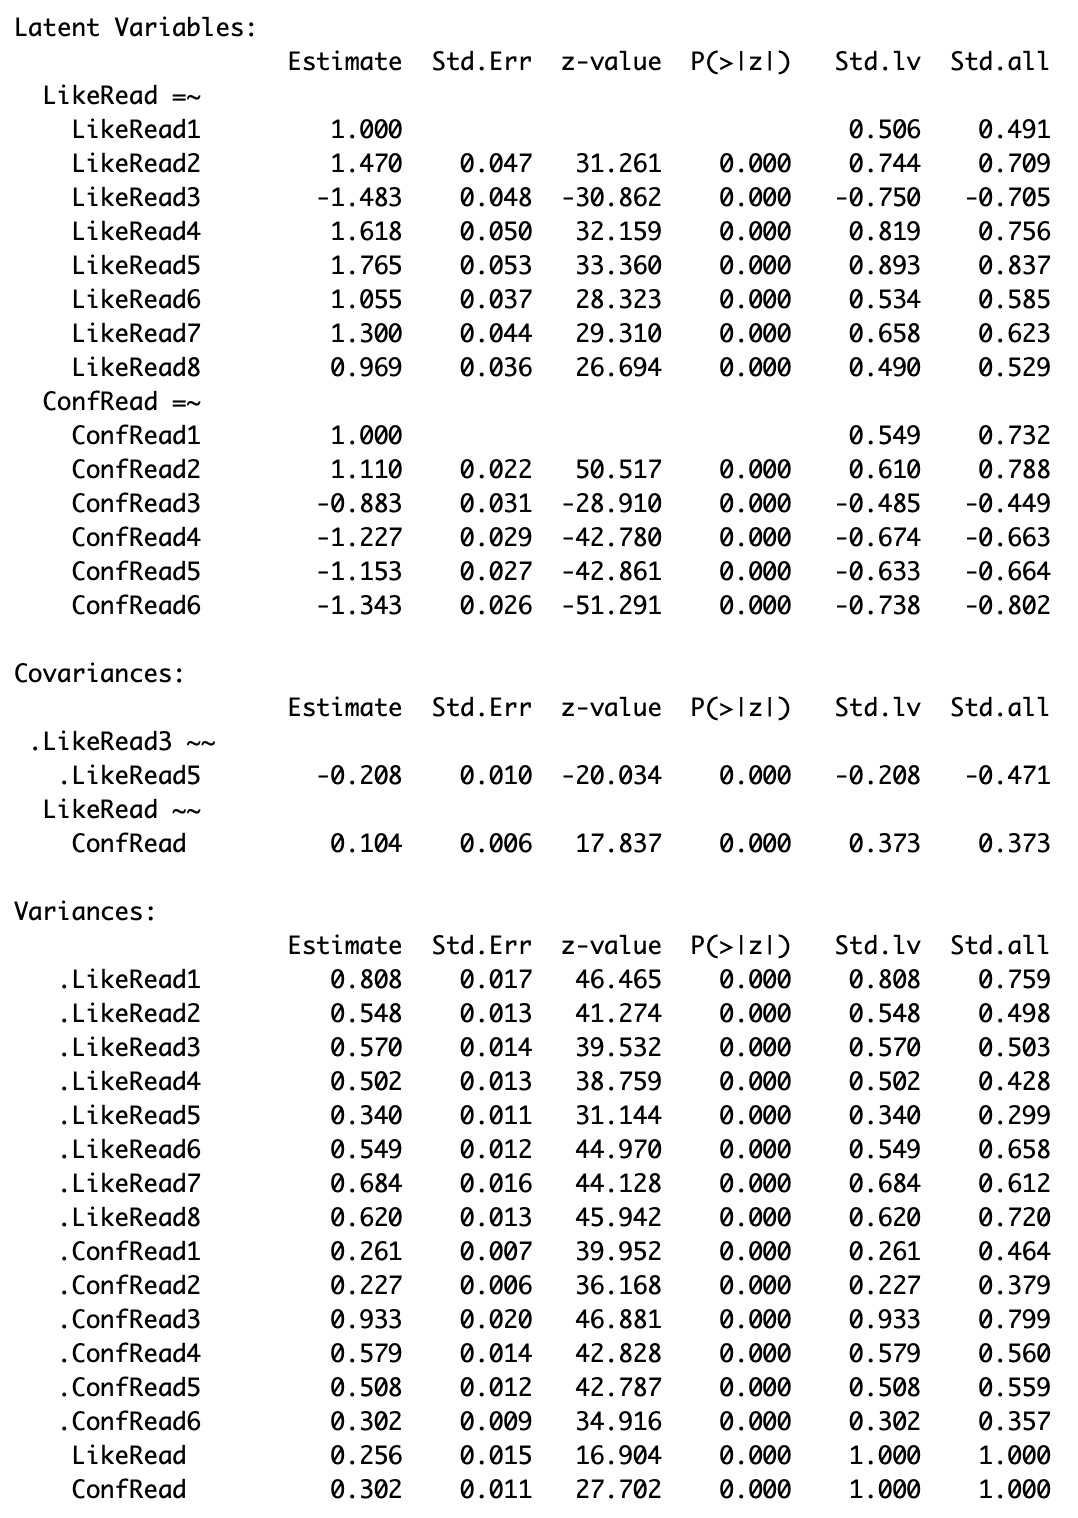 Latent Variables:
Estimate Std.Err z-value P(>|z|) Std.lv Std.all
LikeRead =~
LikeRead1 1.000 0.506 0.491
LikeRead2 1.470 0.047 31.261 0.000 0.744 0.709
LikeRead3 -1.483 0.048 -30.862 0.000 -0.750 -0.705
LikeRead4 1.618 0.050 32.159 0.000 0.819 0.756
LikeRead5 1.765 0.053 33.360 0.000 0.893 0.837
LikeRead6 1.055 0.037 28.323 0.000 0.534 0.585
LikeRead7 1.300 0.044 29.310 0.000 0.658 0.623
LikeRead8 0.969 0.036 26.694 0.000 0.490 0.529
ConfRead =~
ConfRead1 1.000 0.549 0.732
ConfRead2 1.110 0.022 50.517 0.000 0.610 0.788
ConfRead3 -0.883 0.031 -28.910 0.000 -0.485 -0.449
ConfRead4 -1.227 0.029 -42.780 0.000 -0.674 -0.663
ConfRead5 -1.153 0.027 -42.861 0.000 -0.633 -0.664
ConfRead6 -1.343 0.026 -51.291 0.000 -0.738 -0.802
Covariances:
Estimate Std.Err z-value P(>|z|) Std.lv Std.all
.LikeRead3 ~~
.LikeRead5 -0.208 0.010 -20.034 0.000 -0.208 -0.471
LikeRead ~~
ConfRead 0.104 0.006 17.837 0.000 0.373 0.373
Variances:
Estimate Std.Err z-value P(>|z|) Std.lv Std.all
.LikeRead1 0.808 0.017 46.465 0.000 0.808 0.759
.LikeRead2 0.548 0.013 41.274 0.000 0.548 0.498
.LikeRead3 0.570 0.014 39.532 0.000 0.570 0.503
.LikeRead4 0.502 0.013 38.759 0.000 0.502 0.428
.LikeRead5 0.340 0.011 31.144 0.000 0.340 0.299
.LikeRead6 0.549 0.012 44.970 0.000 0.549 0.658
.LikeRead7 0.684 0.016 44.128 0.000 0.684 0.612
.LikeRead8 0.620 0.013 45.942 0.000 0.620 0.720
.ConfRead1 0.261 0.007 39.952 0.000 0.261 0.464
.ConfRead2 0.227 0.006 36.168 0.000 0.227 0.379
.ConfRead3 0.933 0.020 46.881 0.000 0.933 0.799
.ConfRead4 0.579 0.014 42.828 0.000 0.579 0.560
.ConfRead5 0.508 0.012 42.787 0.000 0.508 0.559
.ConfRead6 0.302 0.009 34.916 0.000 0.302 0.357
LikeRead 0.256 0.015 16.904 0.000 1.000 1.000
ConfRead 0.302 0.011 27.702 0.000 1.000 1.000